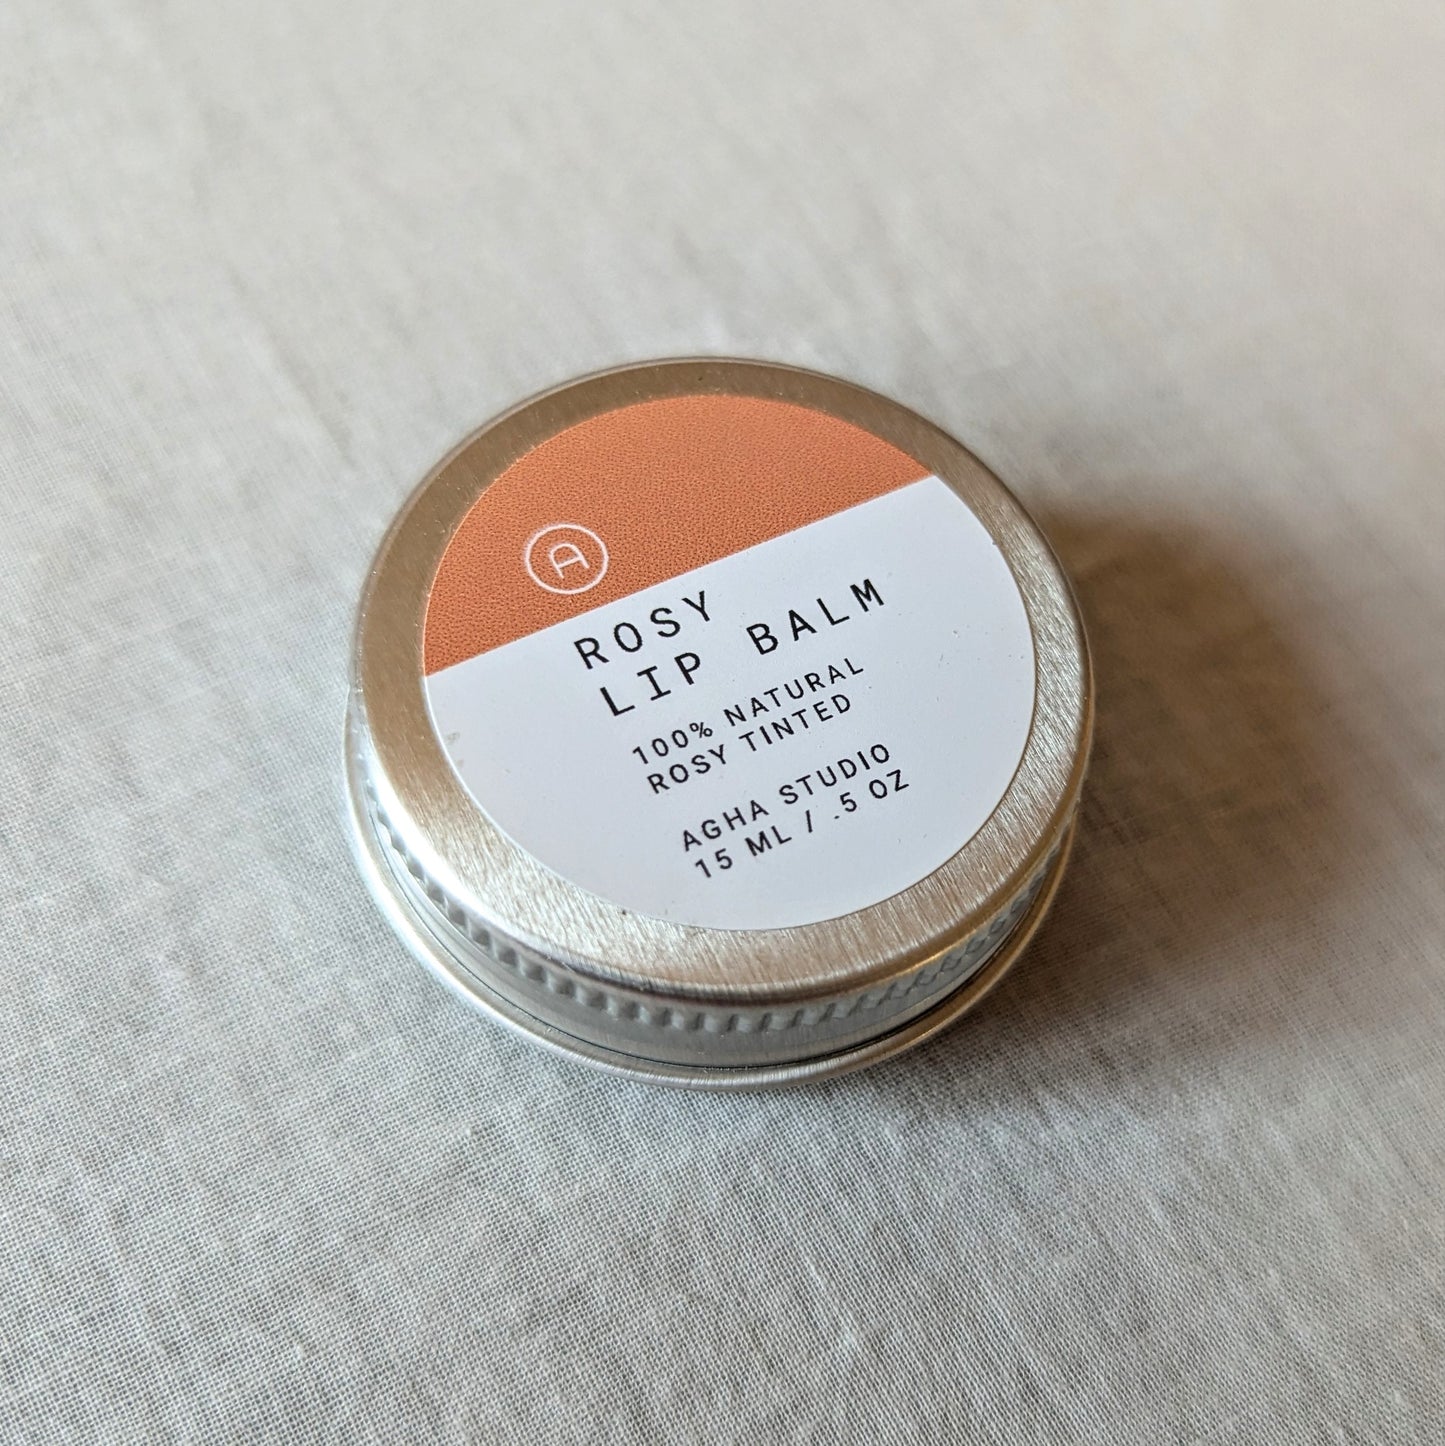 A
ROSY
LIP BALM
100% NATURAL
ROSY TINTED
AGHA STUDIO
15 ML / .5 OZ